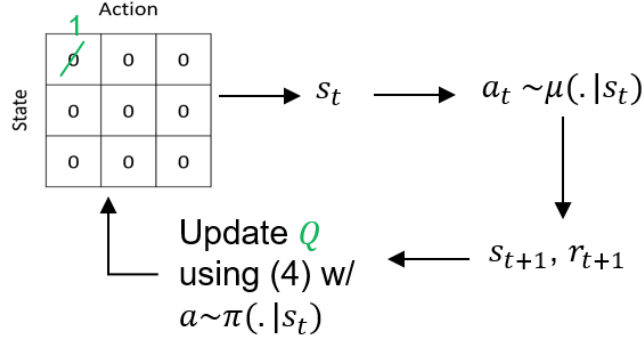 Action
1
State
0 0 0
0 0 0
0 0 0
s_t
a_t ~μ(.|s_t)
s_{t+1}, r_{t+1}
Update Q
using (4) w/
a~π(.|s_t)